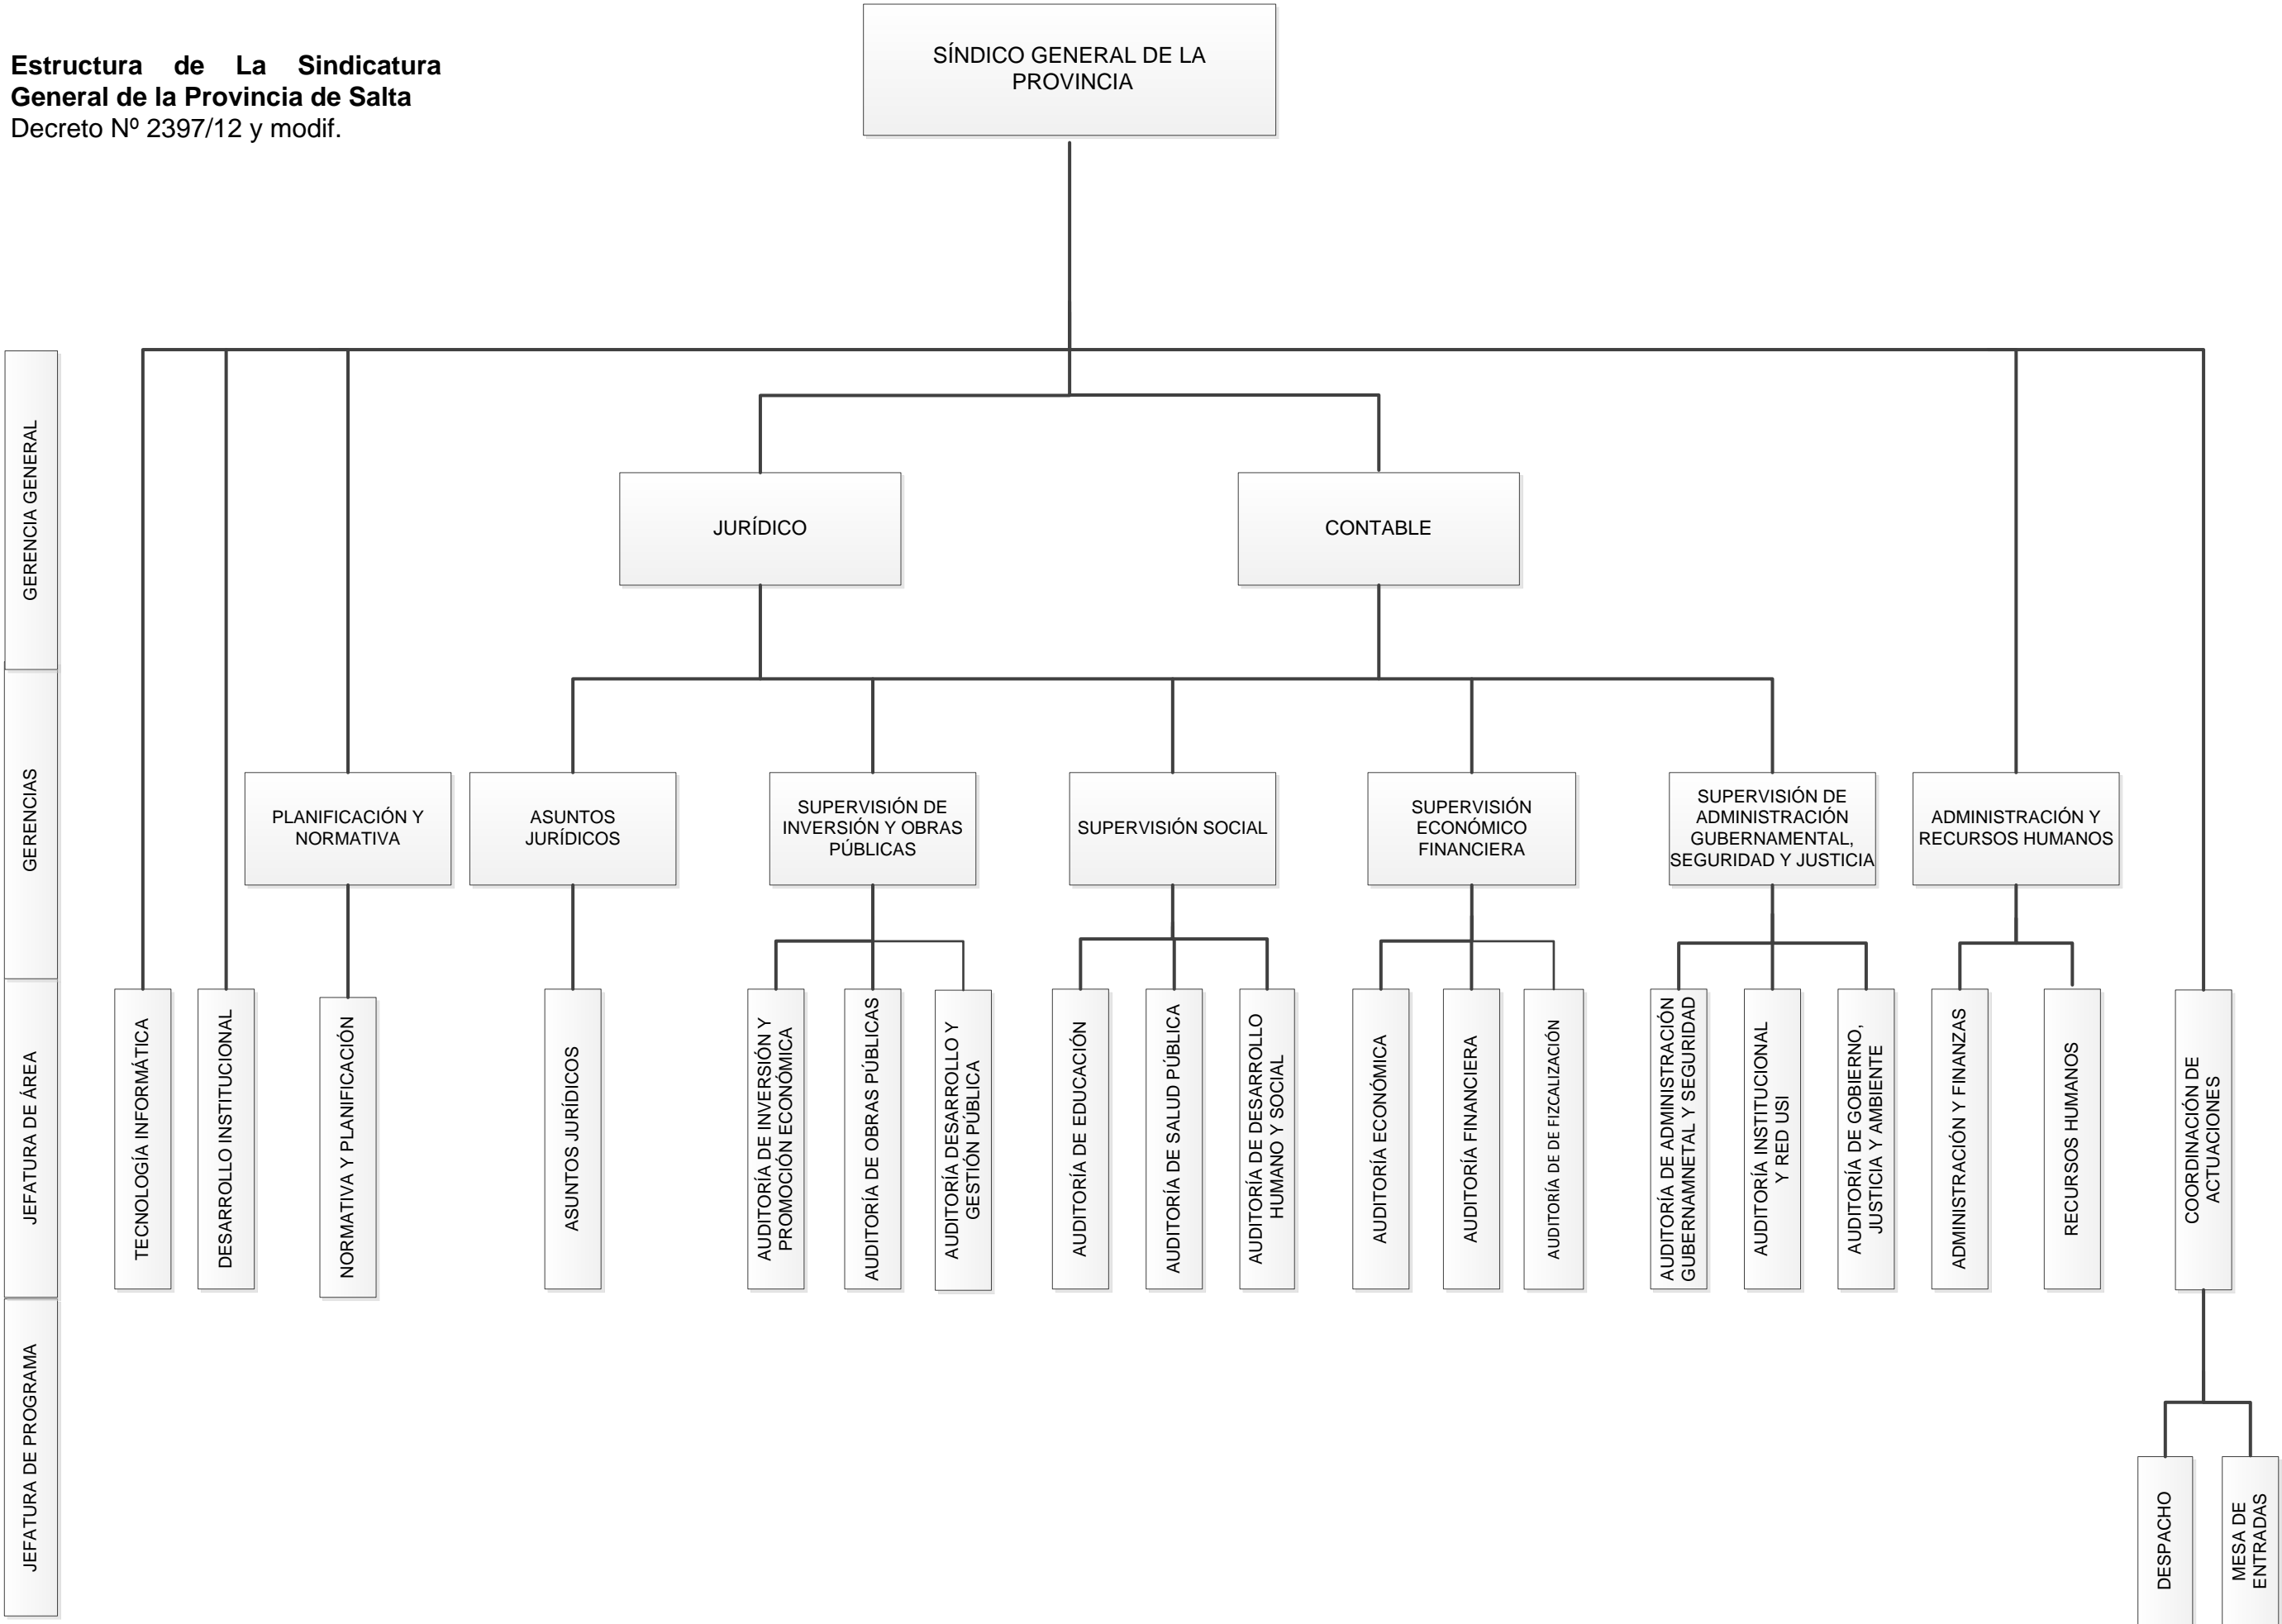 Estructura de La Sindicatura
General de la Provincia de Salta
Decreto Nº 2397/12 y modif.
SÍNDICO GENERAL DE LA
PROVINCIA
GERENCIA GENERAL
JURÍDICO
CONTABLE
GERENCIAS
PLANIFICACIÓN Y
NORMATIVA
ASUNTOS
JURÍDICOS
SUPERVISIÓN DE
INVERSIÓN Y OBRAS
PÚBLICAS
SUPERVISIÓN SOCIAL
SUPERVISIÓN
ECONÓMICO
FINANCIERA
SUPERVISIÓN DE
ADMINISTRACIÓN
GUBERNAMENTAL,
SEGURIDAD Y JUSTICIA
ADMINISTRACIÓN Y
RECURSOS HUMANOS
JEFATURA DE ÁREA
TECNOLOGÍA INFORMÁTICA
DESARROLLO INSTITUCIONAL
NORMATIVA Y PLANIFICACIÓN
ASUNTOS JURÍDICOS
AUDITORÍA DE INVERSIÓN Y
PROMOCIÓN ECONÓMICA
AUDITORÍA DE OBRAS PÚBLICAS
AUDITORÍA DESARROLLO Y
GESTIÓN PÚBLICA
AUDITORÍA DE EDUCACIÓN
AUDITORÍA DE SALUD PÚBLICA
AUDITORÍA DE DESARROLLO
HUMANO Y SOCIAL
AUDITORÍA ECONÓMICA
AUDITORÍA FINANCIERA
AUDITORÍA DE FIZCALIZACIÓN
AUDITORÍA DE ADMINISTRACIÓN
GUBERNAMNETAL Y SEGURIDAD
AUDITORÍA INSTITUCIONAL
Y RED USI
AUDITORÍA DE GOBIERNO,
JUSTICIA Y AMBIENTE
ADMINISTRACIÓN Y FINANZAS
RECURSOS HUMANOS
COORDINACIÓN DE
ACTUACIONES
JEFATURA DE PROGRAMA
DESPACHO
MESA DE
ENTRADAS